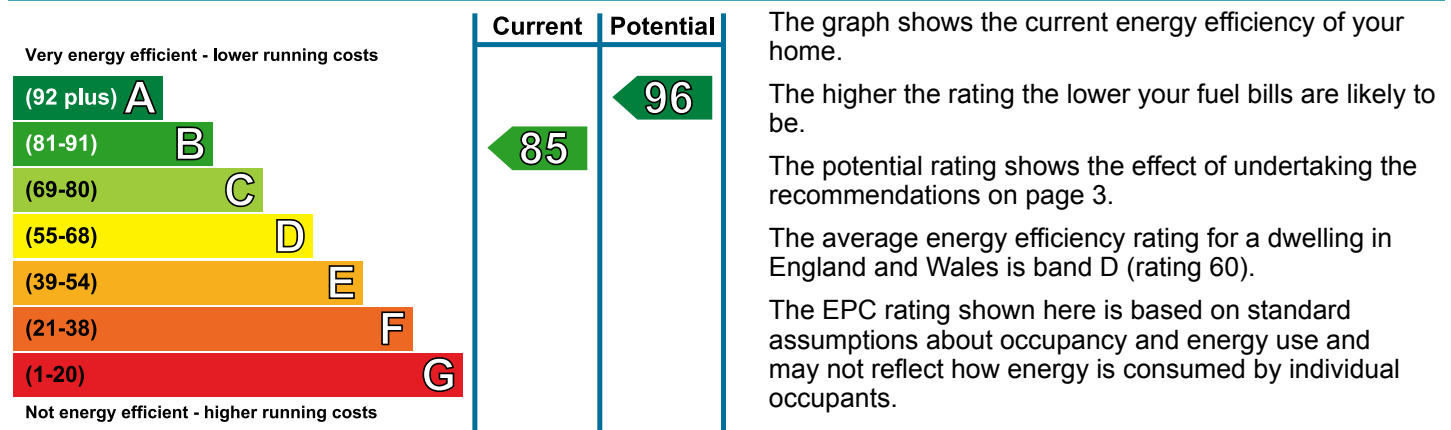 Current Potential
Very energy efficient - lower running costs
(92 plus) A
96
(81-91) B
85
(69-80) C
(55-68) D
(39-54) E
(21-38) F
(1-20) G
Not energy efficient - higher running costs
The graph shows the current energy efficiency of your
home.
The higher the rating the lower your fuel bills are likely to
be.
The potential rating shows the effect of undertaking the
recommendations on page 3.
The average energy efficiency rating for a dwelling in
England and Wales is band D (rating 60).
The EPC rating shown here is based on standard
assumptions about occupancy and energy use and
may not reflect how energy is consumed by individual
occupants.